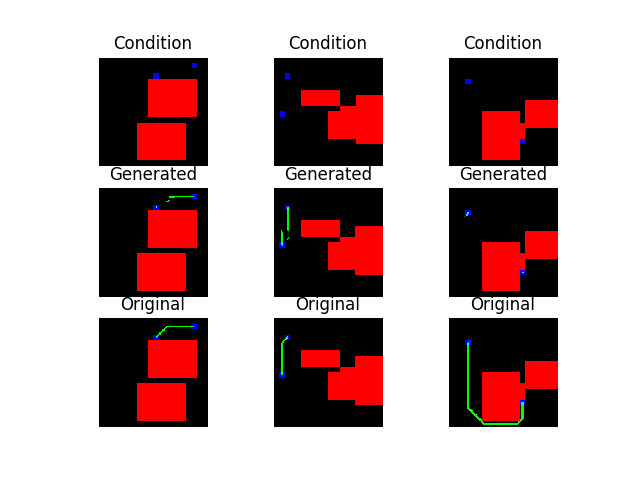 Condition Condition Condition
Generated Generated Generated
Original Original Original